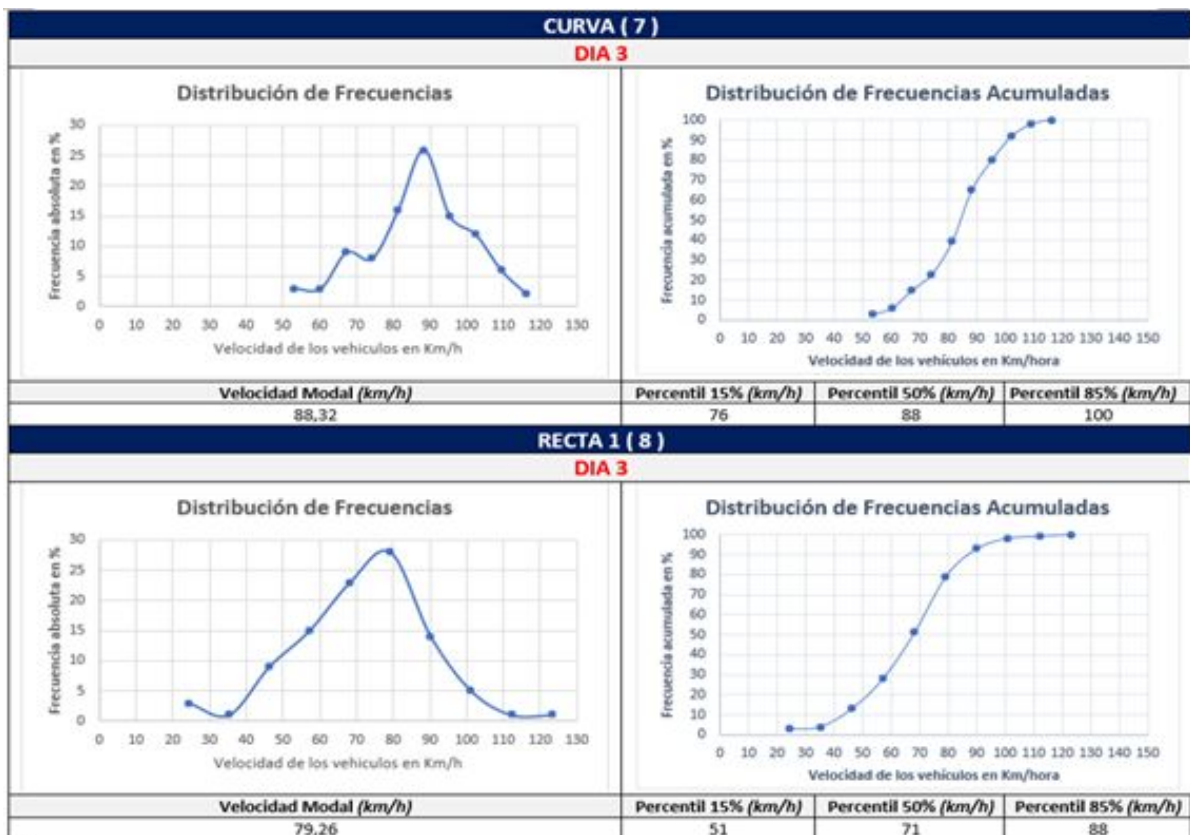 CURVA ( 7 )
DIA 3
Distribución de Frecuencias
Frecuencia absoluta en %
30
25
20
15
10
5
0
0 10 20 30 40 50 60 70 80 90 100 110 120 130
Velocidad de los vehiculos en Km/h
Distribución de Frecuencias Acumuladas
Frecuencia acumulada en %
100
90
80
70
60
50
40
30
20
10
0
0 10 20 30 40 50 60 70 80 90 100 110 120 130 140 150
Velocidad de los vehículos en Km/hora
Velocidad Modal (km/h) Percentil 15% (km/h) Percentil 50% (km/h) Percentil 85% (km/h)
88,32 76 88 100
RECTA 1 ( 8 )
DIA 3
Distribución de Frecuencias
Frecuencia absoluta en %
30
25
20
15
10
5
0
0 10 20 30 40 50 60 70 80 90 100 110 120 130
Velocidad de los vehiculos en Km/h
Distribución de Frecuencias Acumuladas
Frecuencia acumulada en %
100
90
80
70
60
50
40
30
20
10
0
0 10 20 30 40 50 60 70 80 90 100 110 120 130 140 150
Velocidad de los vehículos en Km/hora
Velocidad Modal (km/h) Percentil 15% (km/h) Percentil 50% (km/h) Percentil 85% (km/h)
79,26 51 71 88